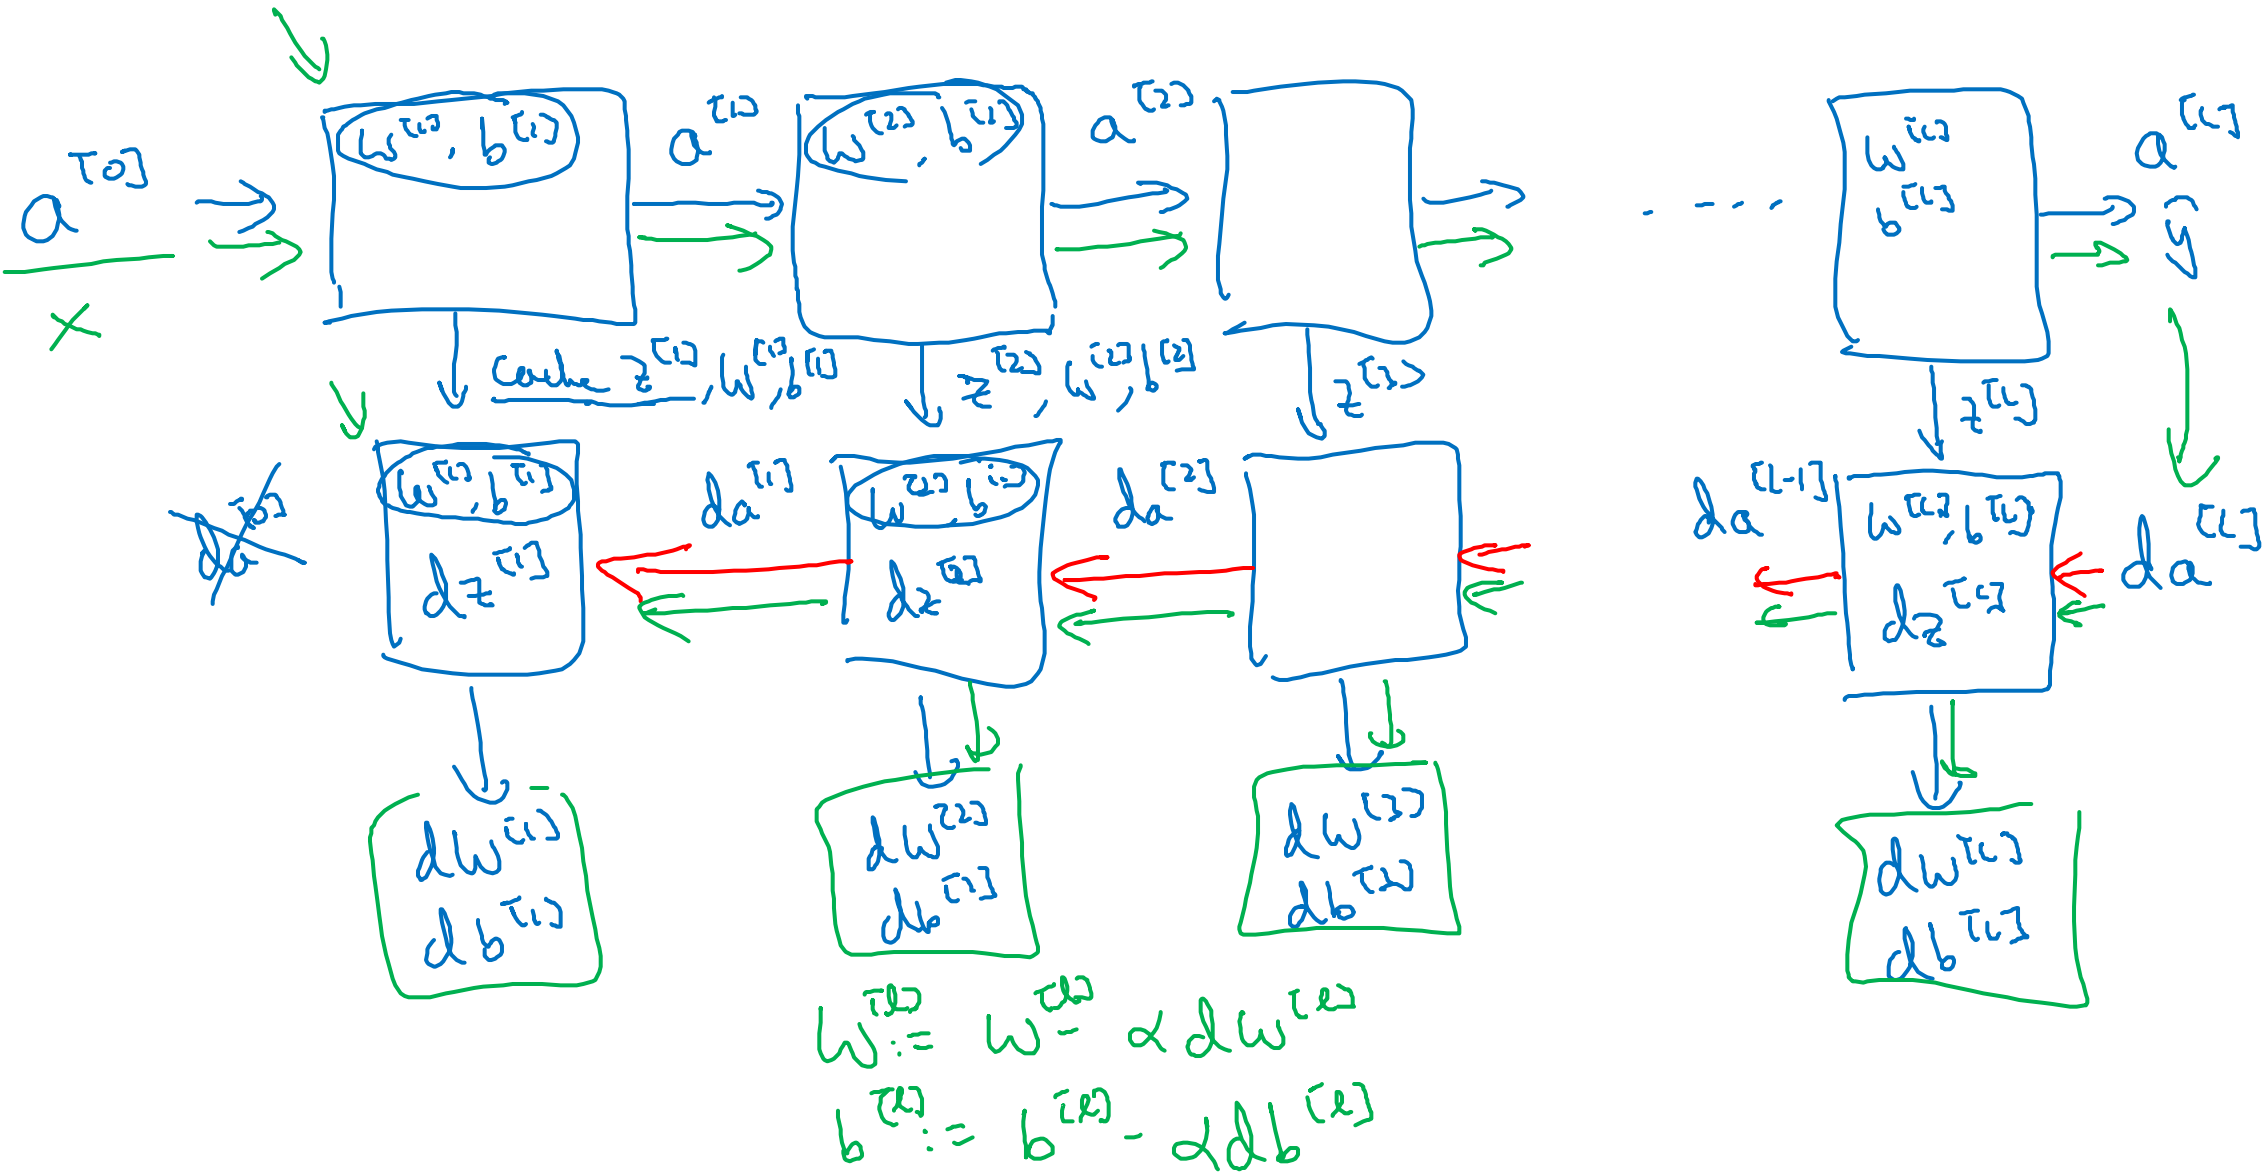 a^[0]
x
w^[1], b^[1]
a^[1]
w^[2], b^[2]
a^[2]
....
w^[L]
b^[L]
a^[L]
ŷ
cache z^[1], w^[1], b^[1]
z^[2], w^[2], b^[2]
z^[3]
z^[L]
da^[0]
w^[1], b^[1]
dz^[1]
da^[1]
w^[2], b^[2]
dz^[2]
da^[2]
da^[L-1]
w^[L], b^[L]
dz^[L]
da^[L]
dw^[1]
db^[1]
dw^[2]
db^[2]
dw^[3]
db^[3]
dw^[L]
db^[L]
w^[l] := w^[l] - αdw^[l]
b^[l] := b^[l] - αdb^[l]